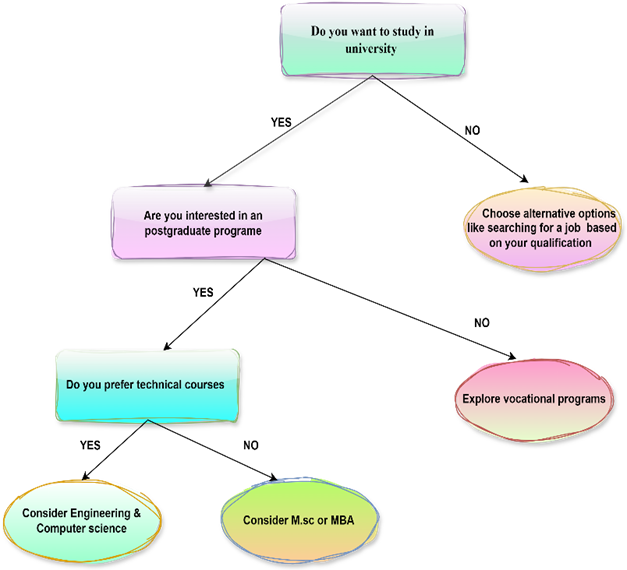 Do you want to study in
university
YES
NO
Are you interested in an
postgraduate programe
Choose alternative options
like searching for a job based
on your qualification
YES
NO
Do you prefer technical courses
Explore vocational programs
YES
NO
Consider Engineering &
Computer science
Consider M.sc or MBA